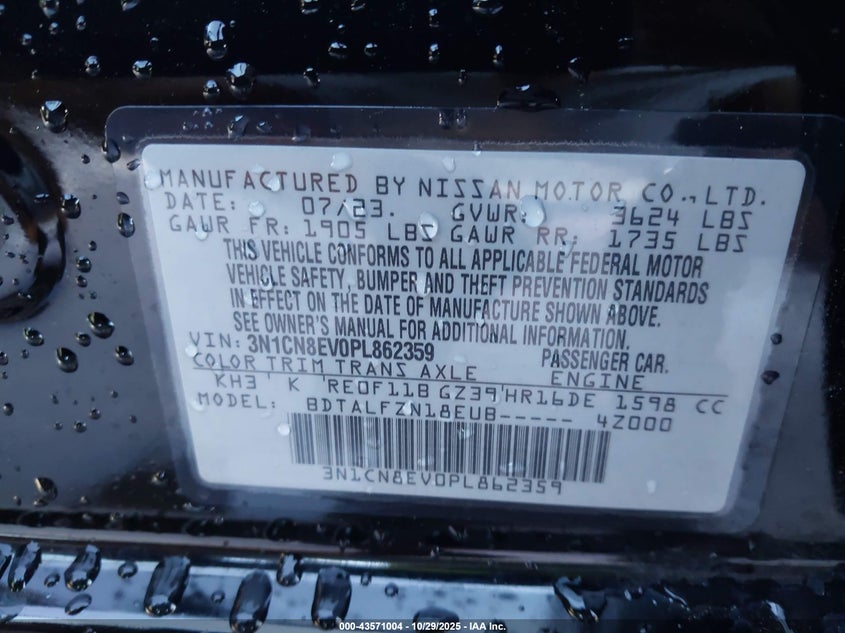 MANUFACTURED BY NISSAN MOTOR CO., LTD.
DATE: 07/23. GVWR: 3624 LBS
GAWR FR: 1905 LBS GAWR RR: 1735 LBS
THIS VEHICLE CONFORMS TO ALL APPLICABLE FEDERAL MOTOR
VEHICLE SAFETY, BUMPER AND THEFT PREVENTION STANDARDS
IN EFFECT ON THE DATE OF MANUFACTURE SHOWN ABOVE.
SEE OWNER'S MANUAL FOR ADDITIONAL INFORMATION.
VIN: 3N1CN8EV0PL862359 PASSENGER CAR.
COLOR TRIM TRANS AXLE ENGINE
KH3 K RE0F11B GZ39 HR16DE 1598 CC
MODEL: BDTALFZN18EUB----- 4Z000
3N1CN8EV0PL862359
000-43571004 - 10/29/2025 - IAA Inc.